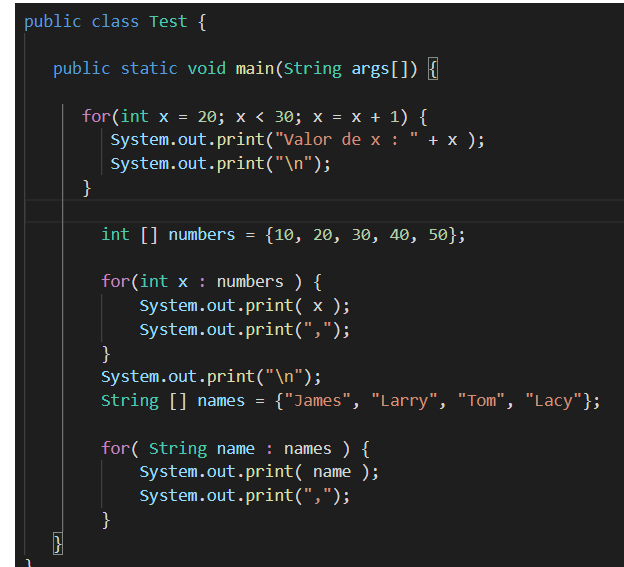 public class Test {
public static void main(String args[]) {
for(int x = 20; x < 30; x = x + 1) {
System.out.print("Valor de x : " + x );
System.out.print("\n");
}
int [] numbers = {10, 20, 30, 40, 50};
for(int x : numbers ) {
System.out.print( x );
System.out.print(",");
}
System.out.print("\n");
String [] names = {"James", "Larry", "Tom", "Lacy"};
for( String name : names ) {
System.out.print( name );
System.out.print(",");
}
}
}